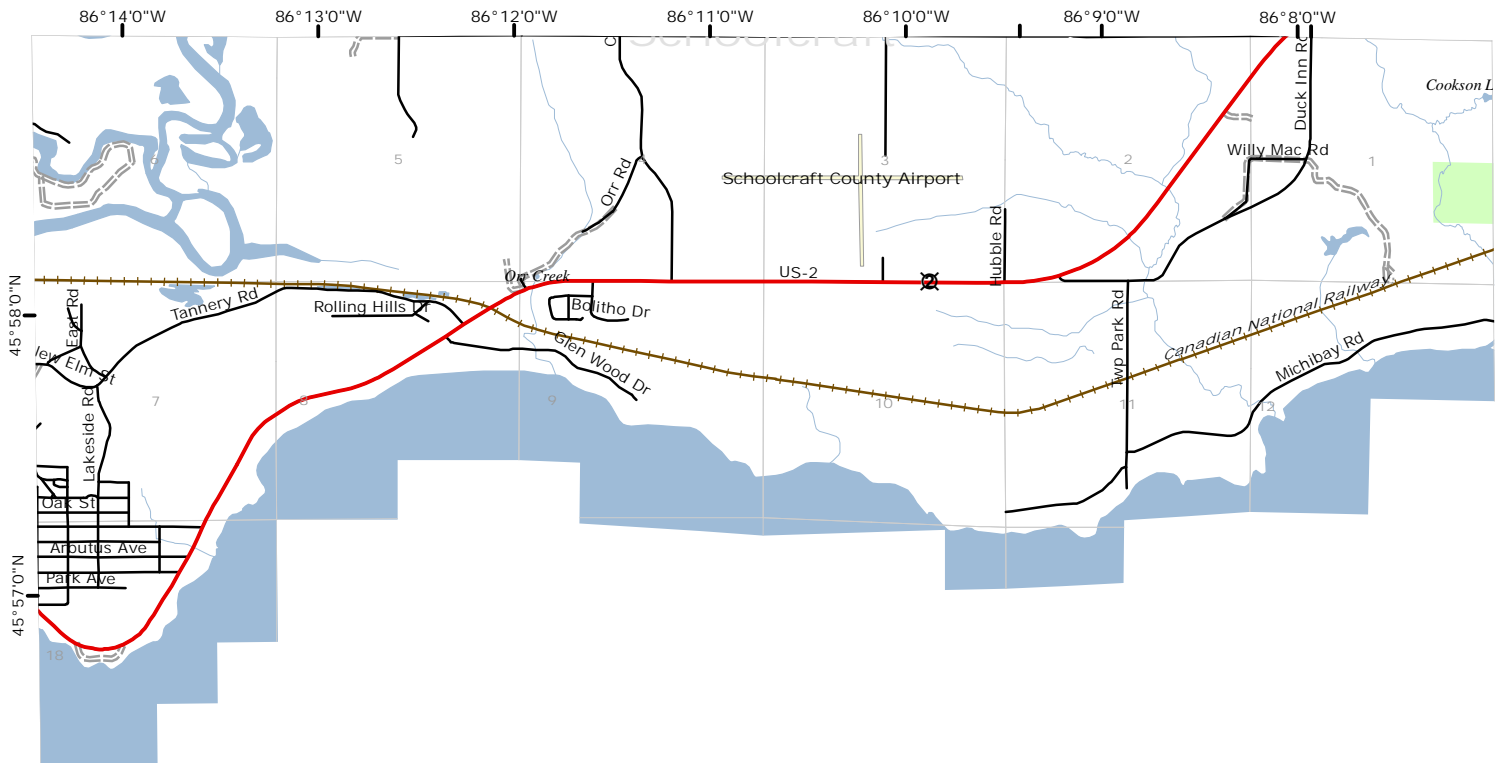 86°14'0"W
86°13'0"W
86°12'0"W
86°11'0"W
86°10'0"W
86°9'0"W
86°8'0"W
Schoolcraft
Duck Inn Rd
Cookson L
6
5
3
2
1
Willy Mac Rd
Schoolcraft County Airport
Orr Rd
Hubble Rd
Orr Creek
US-2
45°58'0"N
East Rd
Tannery Rd
Rolling Hills Dr
Bolitho Dr
Twp Park Rd
Canadian National Railway
Michibay Rd
Glen Wood Dr
Elm St
7
8
9
10
11
12
Lakeside Rd
Oak St
Arbutus Ave
Park Ave
45°57'0"N
18